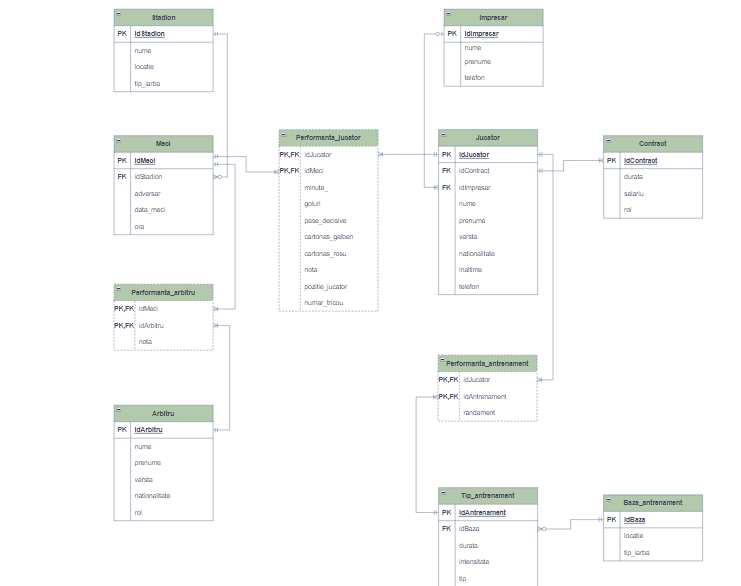 Stadion
PK idStadion
nume
locatie
tip_iarba
Impresar
PK idImpresar
nume
prenume
telefon
Meci
PK idMeci
FK idStadion
adversar
data_meci
ora
Performanta_jucator
PK,FK idJucator
PK,FK idMeci
minute_
goluri
pase_decisive
cartonas_galben
cartonas_rosu
nota
pozitie_jucator
numar_tricou
Jucator
PK idJucator
FK idContract
FK idImpresar
nume
prenume
varsta
nationalitate
inaltime
telefon
Contract
PK idContract
durata
salariu
rol
Performanta_arbitru
PK,FK idMeci
PK,FK idArbitru
nota
Performanta_antrenament
PK,FK idJucator
PK,FK idAntrenament
randament
Arbitru
PK idArbitru
nume
prenume
varsta
nationalitate
rol
Tip_antrenament
PK idAntrenament
FK idBaza
durata
intensitate
tip
Baza_antrenament
PK idBaza
locatie
tip_iarba